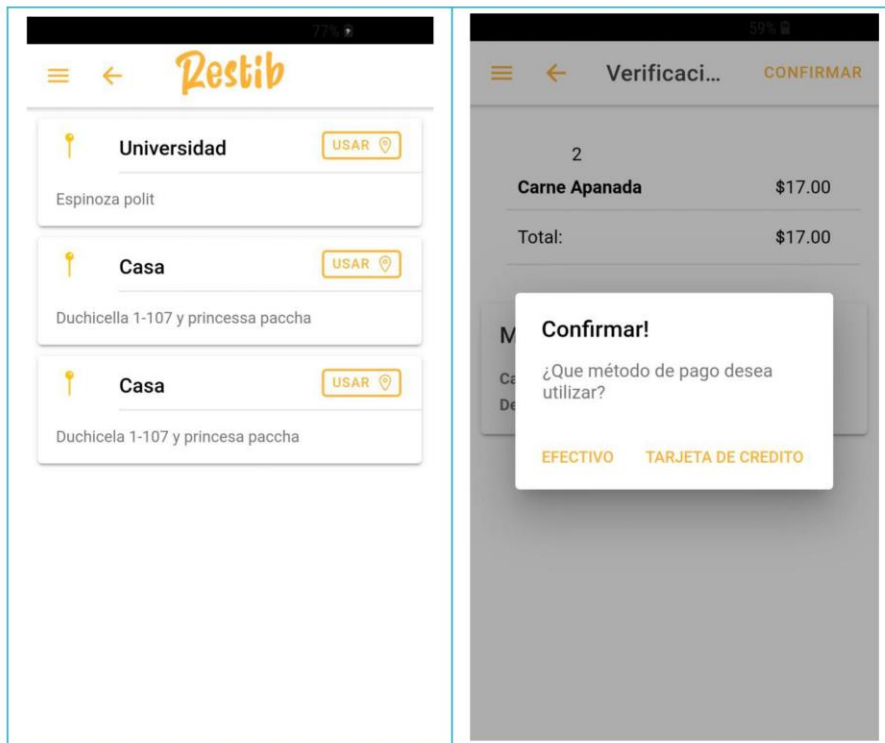 77%
Restib
Universidad
USAR
Espinoza polit
Casa
USAR
Duchicella 1-107 y princessa paccha
Casa
USAR
Duchicela 1-107 y princesa paccha
59%
Verificaci...
CONFIRMAR
2
Carne Apanada
$17.00
Total:
$17.00
M
Confirmar!
Ca
¿Que método de pago desea
De
utilizar?
EFECTIVO
TARJETA DE CREDITO